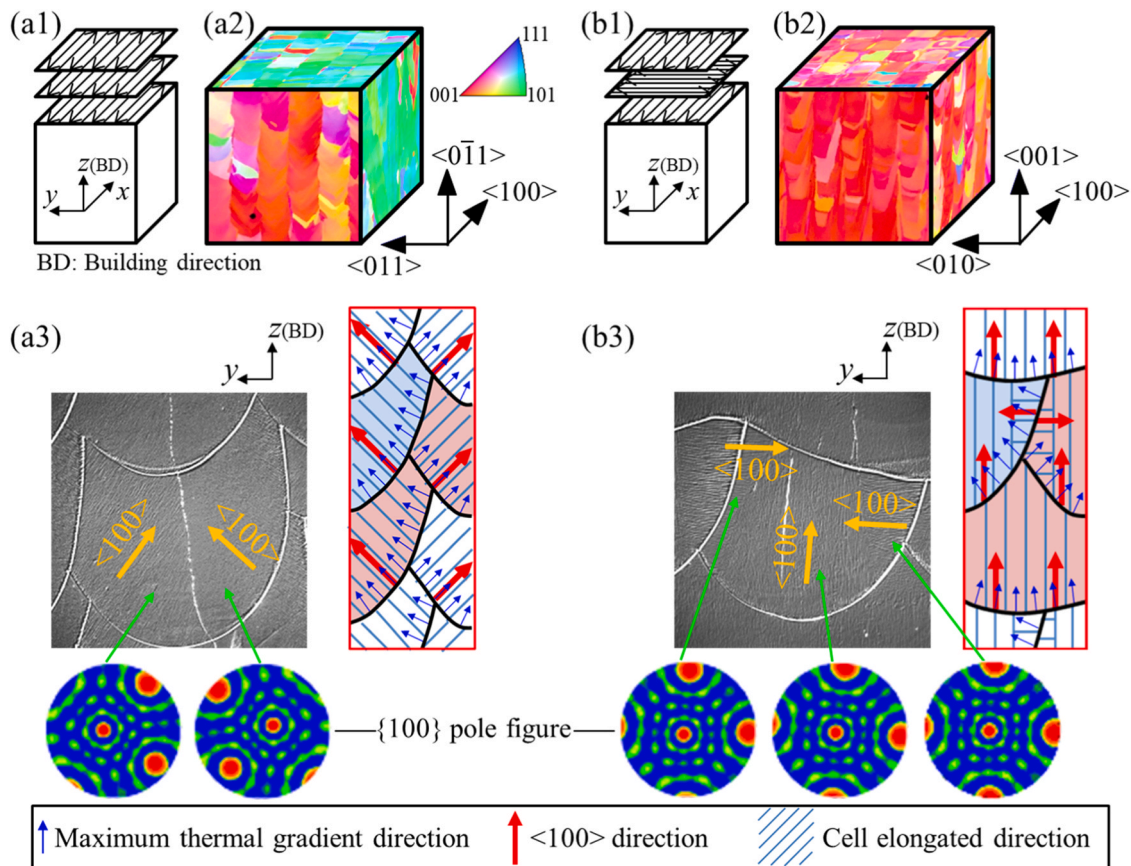 (a1)
(a2)
111
001
101
z(BD)
y
x
<01̅1>
<100>
<011>
BD: Building direction
(b1)
(b2)
z(BD)
y
x
<001>
<100>
<010>
(a3)
z(BD)
y
<100>
<100>
(b3)
z(BD)
y
<100>
<100>
<100>
{100} pole figure
Maximum thermal gradient direction
<100> direction
Cell elongated direction